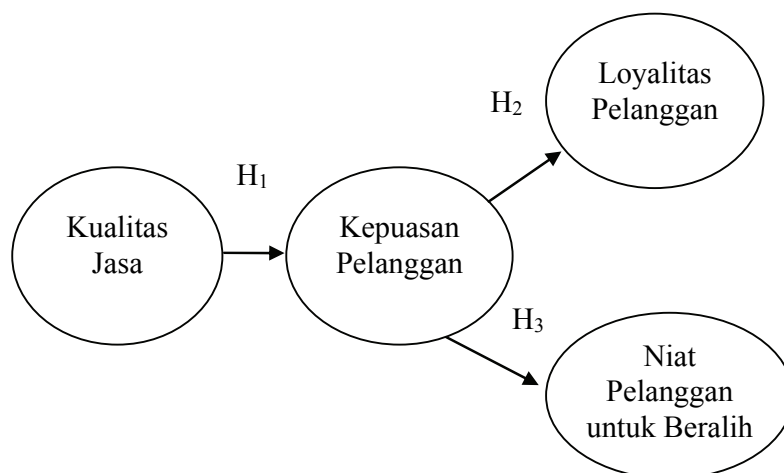 Kualitas
Jasa
H₁
Kepuasan
Pelanggan
H₂
Loyalitas
Pelanggan
H₃
Niat
Pelanggan
untuk Beralih